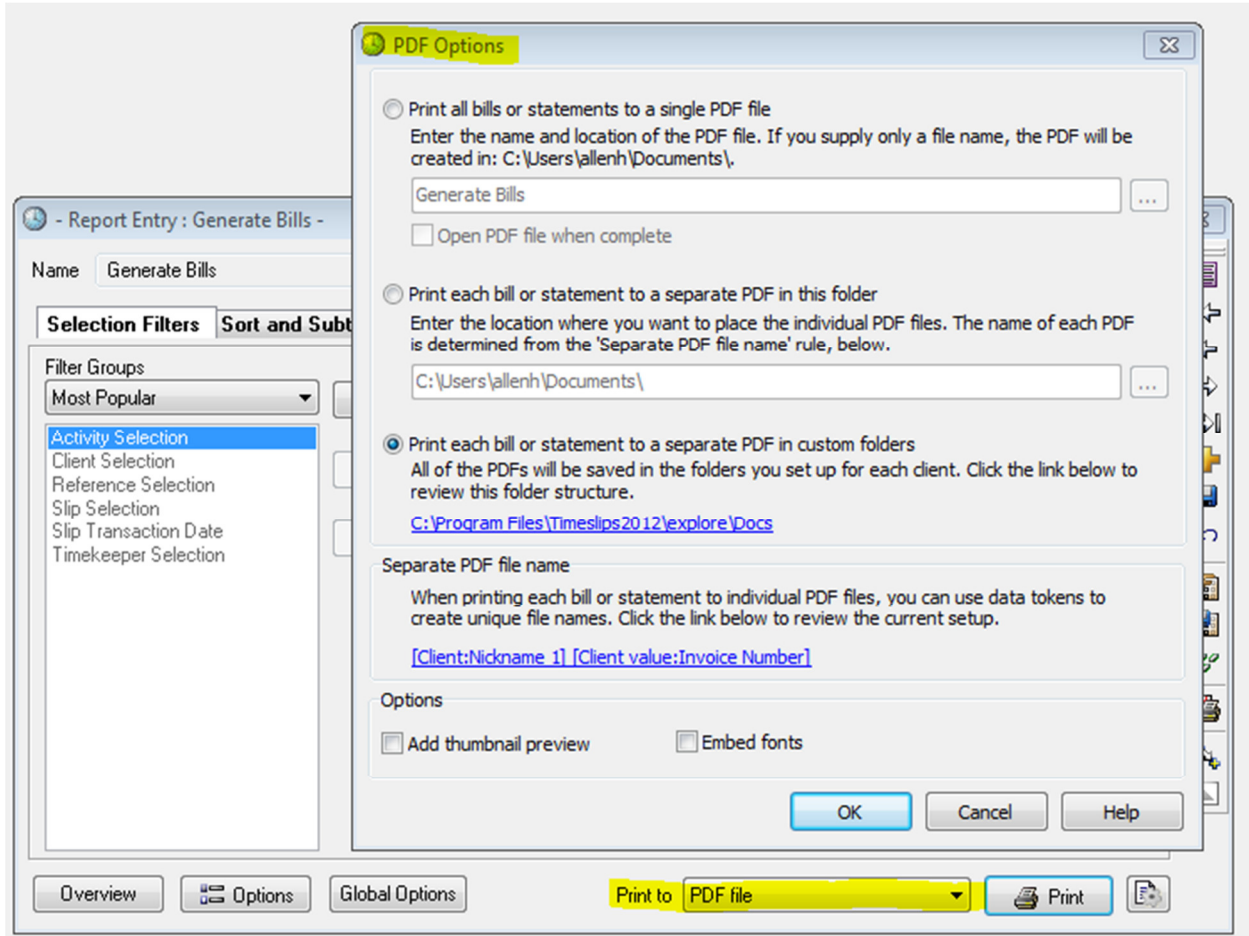 PDF Options
Print all bills or statements to a single PDF file
Enter the name and location of the PDF file. If you supply only a file name, the PDF will be
created in: C:\Users\allenh\Documents\.
Generate Bills
...
Open PDF file when complete
Print each bill or statement to a separate PDF in this folder
Enter the location where you want to place the individual PDF files. The name of each PDF
is determined from the 'Separate PDF file name' rule, below.
C:\Users\allenh\Documents\
...
Print each bill or statement to a separate PDF in custom folders
All of the PDFs will be saved in the folders you set up for each client. Click the link below to
review this folder structure.
C:\Program Files\Timeslips2012\explore\Docs
Separate PDF file name
When printing each bill or statement to individual PDF files, you can use data tokens to
create unique file names. Click the link below to review the current setup.
[Client:Nickname 1] [Client value:Invoice Number]
Options
Add thumbnail preview
Embed fonts
OK
Cancel
Help
- Report Entry : Generate Bills -
Name
Generate Bills
Selection Filters
Sort and Subt
Filter Groups
Most Popular
Activity Selection
Client Selection
Reference Selection
Slip Selection
Slip Transaction Date
Timekeeper Selection
Overview
Options
Global Options
Print to
PDF file
Print